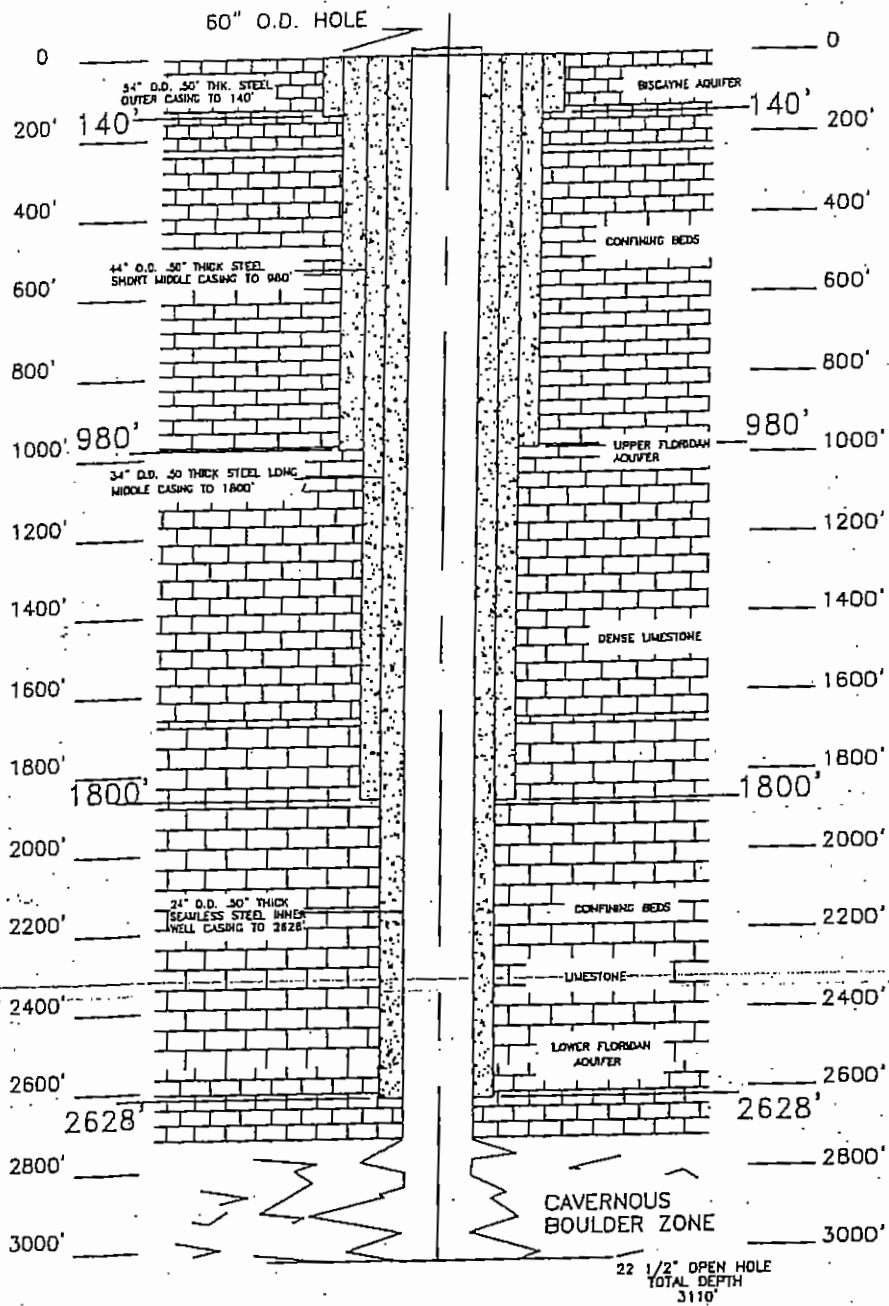 60" O.D. HOLE
0
0
54" O.D. .50" THK. STEEL
OUTER CASING TO 140'
BISCAYNE AQUIFER
140'
140'
200'
200'
400'
400'
CONFINING BEDS
44" O.D. .50" THICK STEEL
SHORT MIDDLE CASING TO 980'
600'
600'
800'
800'
980'
980'
1000'
1000'
UPPER FLORIDAN
AQUIFER
34" O.D. .50 THICK STEEL LONG
MIDDLE CASING TO 1800'
1200'
1200'
1400'
1400'
DENSE LIMESTONE
1600'
1600'
1800'
1800'
1800'
1800'
2000'
2000'
24" O.D. .50" THICK
SEAMLESS STEEL INNER
WELL CASING TO 2628'
CONFINING BEDS
2200'
2200'
LIMESTONE
2400'
2400'
LOWER FLORIDAN
AQUIFER
2600'
2600'
2628'
2628'
2800'
2800'
CAVERNOUS
BOULDER ZONE
3000'
3000'
22 1/2" OPEN HOLE
TOTAL DEPTH
3110'